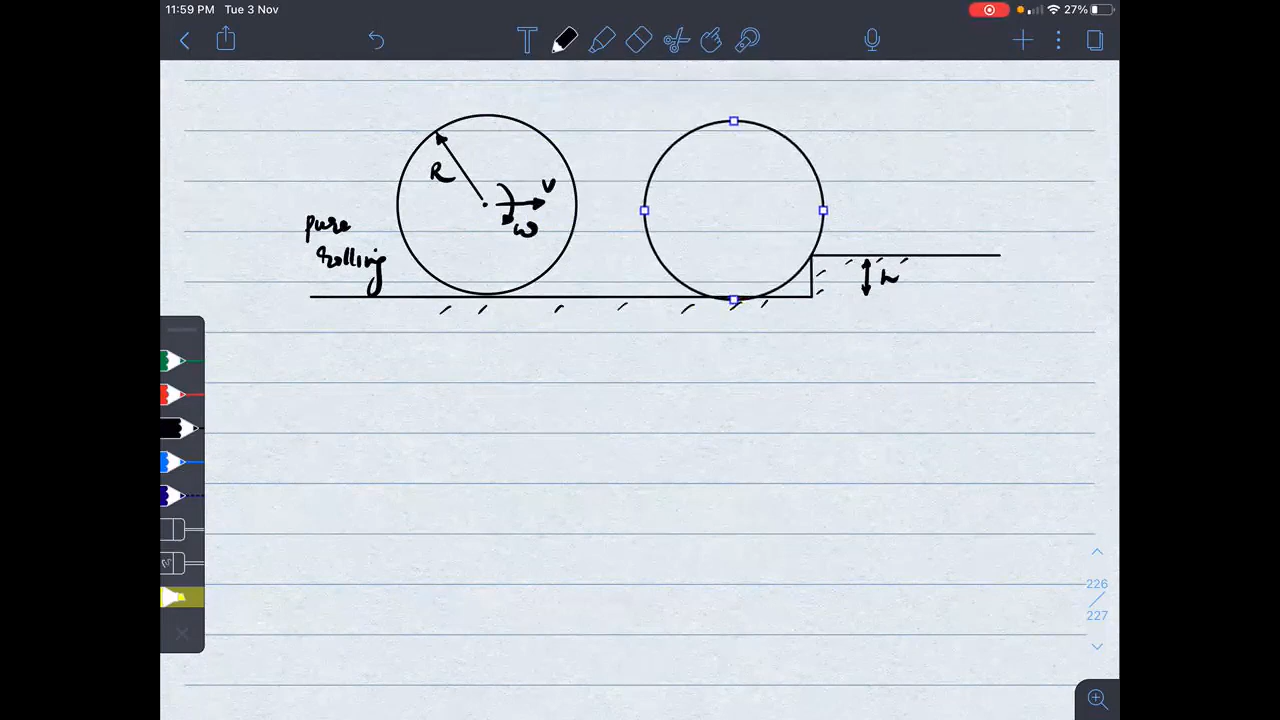 11:59 PM Tue 3 Nov
27%
T
R
v
ω
pure
rolling
h
226
227